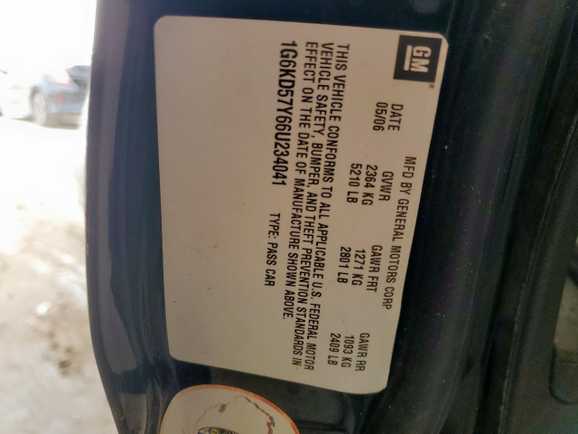 GM
MFD BY GENERAL MOTORS CORP
DATE GVWR GAWR FRT GAWR RR
05/06 2364 KG 1271 KG 1093 KG
5210 LB 2801 LB 2409 LB
THIS VEHICLE CONFORMS TO ALL APPLICABLE U.S. FEDERAL MOTOR
VEHICLE SAFETY, BUMPER, AND THEFT PREVENTION STANDARDS IN
EFFECT ON THE DATE OF MANUFACTURE SHOWN ABOVE.
1G6KD57Y66U234041 TYPE: PASS CAR